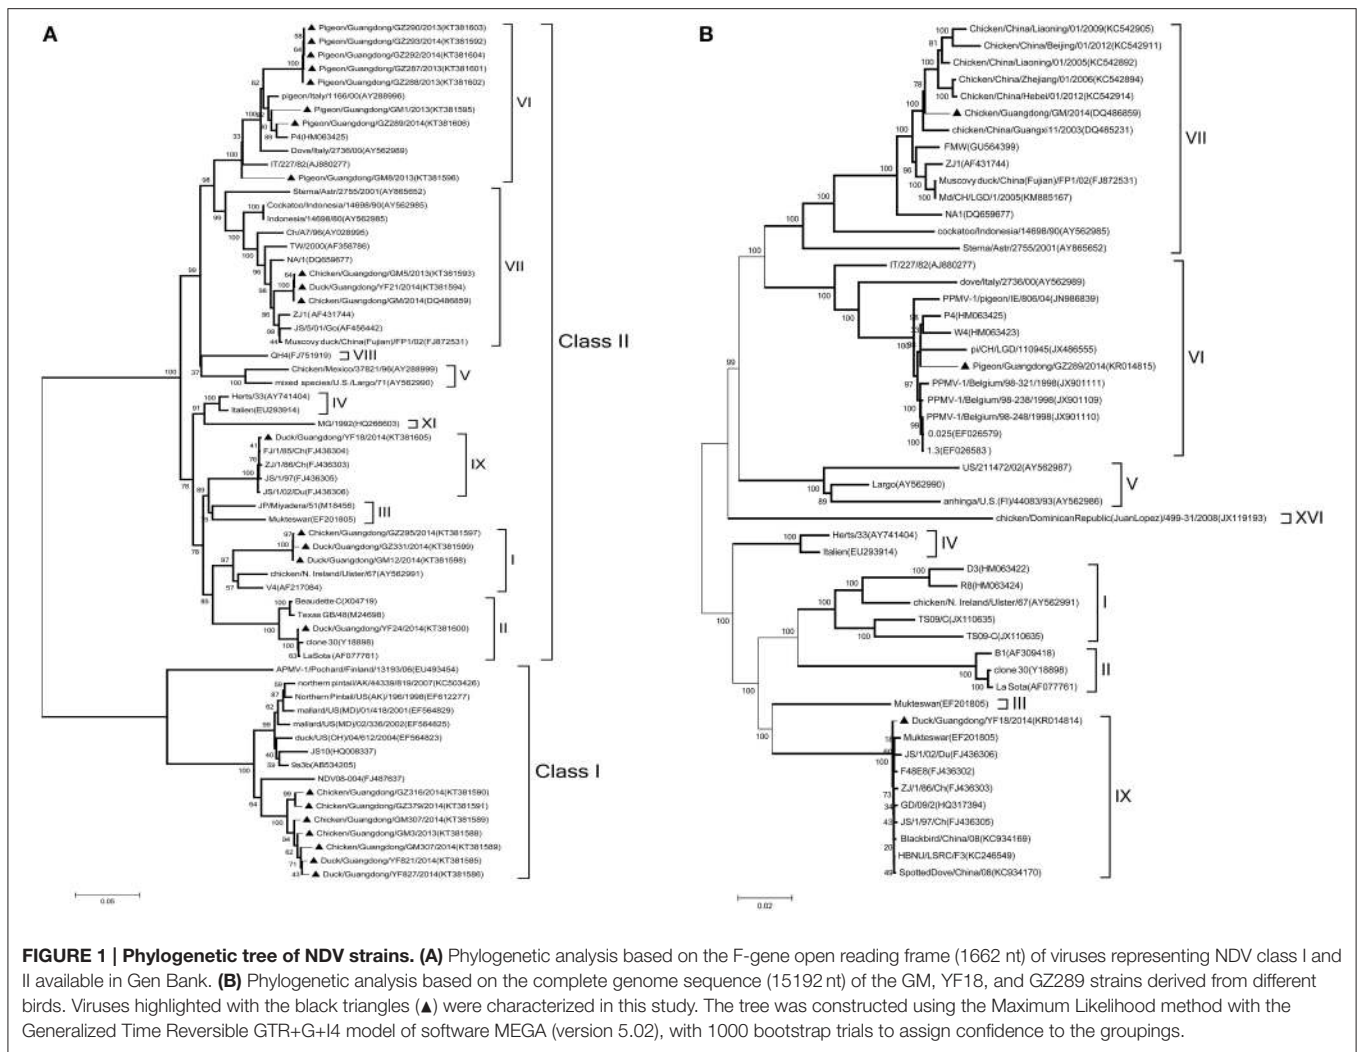 A
▲ Pigeon/Guangdong/GZ290/2013(KT381603)
▲ Pigeon/Guangdong/GZ293/2014(KT381592)
▲ Pigeon/Guangdong/GZ292/2014(KT381604)
▲ Pigeon/Guangdong/GZ287/2013(KT381601)
▲ Pigeon/Guangdong/GZ288/2013(KT381602)
pigeon/Italy/1166/00(AY288996)
▲ Pigeon/Guangdong/GM1/2013(KT381595)
▲ Pigeon/Guangdong/GZ289/2014(KT381608)
P4(HM063425)
Dove/Italy/2736/00(AY562989)
IT/227/82(AJ880277)
▲ Pigeon/Guangdong/GM8/2013(KT381596)
VI
Sterna/Astr/2755/2001(AY865652)
Cockatoo/Indonesia/14698/90(AY562985)
Indonesia/14698/80(AY562985)
Ch/A7/96(AY028995)
TW/2000(AF358786)
NA/1(DQ659677)
▲ Chicken/Guangdong/GM5/2013(KT381593)
▲ Duck/Guangdong/YF21/2014(KT381594)
▲ Chicken/Guangdong/GM/2014(DQ486859)
ZJ1(AF431744)
JS/5/01/Go(AF456442)
Muscovy duck/China(Fujian)/FP1/02(FJ872531)
VII
QH4(FJ751919)
VIII
Chicken/Mexico/37821/96(AY288999)
mixed species/U.S./Largo/71(AY562990)
V
Herts/33(AY741404)
Italien(EU293914)
IV
MG/1992(HQ266603)
XI
▲ Duck/Guangdong/YF18/2014(KT381605)
FJ/1/85/Ch(FJ436304)
ZJ/1/86/Ch(FJ436303)
JS/1/97(FJ436305)
JS/1/02/Du(FJ436306)
IX
JP/Miyadera/51(M18456)
Mukteswar(EF201805)
III
▲ Chicken/Guangdong/GZ295/2014(KT381597)
▲ Duck/Guangdong/GZ331/2014(KT381599)
▲ Duck/Guangdong/GM12/2014(KT381598)
chicken/N. Ireland/Ulster/67(AY562991)
V4(AF217084)
I
Beaudette C(X04719)
Texas GB/48(M24698)
▲ Duck/Guangdong/YF24/2014(KT381600)
clone 30(Y18898)
LaSota (AF077761)
II
Class II
APMV-1/Pochard/Finland/13193/06(EU493454)
northern pintail/AK/44339/819/2007(KC503426)
Northern Pintail/US(AK)/196/1998(EF612277)
mallard/US(MD)/01/418/2001(EF564829)
mallard/US(MD)/02/336/2002(EF564825)
duck/US(OH)/04/612/2004(EF564823)
JS10(HQ008337)
9a3b(AB534205)
NDV08-004(FJ487637)
▲ Chicken/Guangdong/GZ316/2014(KT381590)
▲ Chicken/Guangdong/GZ379/2014(KT381591)
▲ Chicken/Guangdong/GM307/2014(KT381589)
▲ Chicken/Guangdong/GM3/2013(KT381588)
▲ Chicken/Guangdong/GM307/2014(KT381589)
▲ Duck/Guangdong/YF821/2014(KT381585)
▲ Duck/Guangdong/YF827/2014(KT381586)
Class I
0.05
B
Chicken/China/Liaoning/01/2009(KC542905)
Chicken/China/Beijing/01/2012(KC542911)
Chicken/China/Liaoning/01/2005(KC542892)
Chicken/China/Zhejiang/01/2006(KC542894)
Chicken/China/Hebei/01/2012(KC542914)
▲ Chicken/Guangdong/GM/2014(DQ486859)
chicken/China/Guangxi11/2003(DQ485231)
FMW(GU564399)
ZJ1(AF431744)
Muscovy duck/China(Fujian)/FP1/02(FJ872531)
Md/CH/LGD/1/2005(KM885167)
NA1(DQ659677)
cockatoo/Indonesia/14698/90(AY562985)
Sterna/Astr/2755/2001(AY865652)
VII
IT/227/82(AJ880277)
dove/Italy/2736/00(AY562989)
PPMV-1/pigeon/IE/806/04(JN986839)
P4(HM063425)
W4(HM063423)
pi/CH/LGD/110945(JX486555)
▲ Pigeon/Guangdong/GZ289/2014(KR014815)
PPMV-1/Belgium/98-321/1998(JX901111)
PPMV-1/Belgium/98-238/1998(JX901109)
PPMV-1/Belgium/98-248/1998(JX901110)
0.025(EF026579)
1.3(EF026583)
VI
US/211472/02(AY562987)
Largo(AY562990)
anhinga/U.S.(Fl)/44083/93(AY562986)
V
chicken/DominicanRepublic(JuanLopez)/499-31/2008(JX119193)
XVI
Herts/33(AY741404)
Italien(EU293914)
IV
D3(HM063422)
R8(HM063424)
chicken/N. Ireland/Ulster/67(AY562991)
TS09/C(JX110635)
TS09-C(JX110635)
I
B1(AF309418)
clone 30(Y18898)
La Sota(AF077761)
II
Mukteswar(EF201805)
III
▲ Duck/Guangdong/YF18/2014(KR014814)
Mukteswar(EF201805)
JS/1/02/Du(FJ436306)
F48E8(FJ436302)
ZJ/1/86/Ch(FJ436303)
GD/09/2(HQ317394)
JS/1/97/Ch(FJ436305)
Blackbird/China/08(KC934169)
HBNU/LSRC/F3(KC246549)
SpottedDove/China/08(KC934170)
IX
0.02
FIGURE 1 | Phylogenetic tree of NDV strains. (A) Phylogenetic analysis based on the F-gene open reading frame (1662 nt) of viruses representing NDV class I and
II available in Gen Bank. (B) Phylogenetic analysis based on the complete genome sequence (15192 nt) of the GM, YF18, and GZ289 strains derived from different
birds. Viruses highlighted with the black triangles (▲) were characterized in this study. The tree was constructed using the Maximum Likelihood method with the
Generalized Time Reversible GTR+G+I4 model of software MEGA (version 5.02), with 1000 bootstrap trials to assign confidence to the groupings.